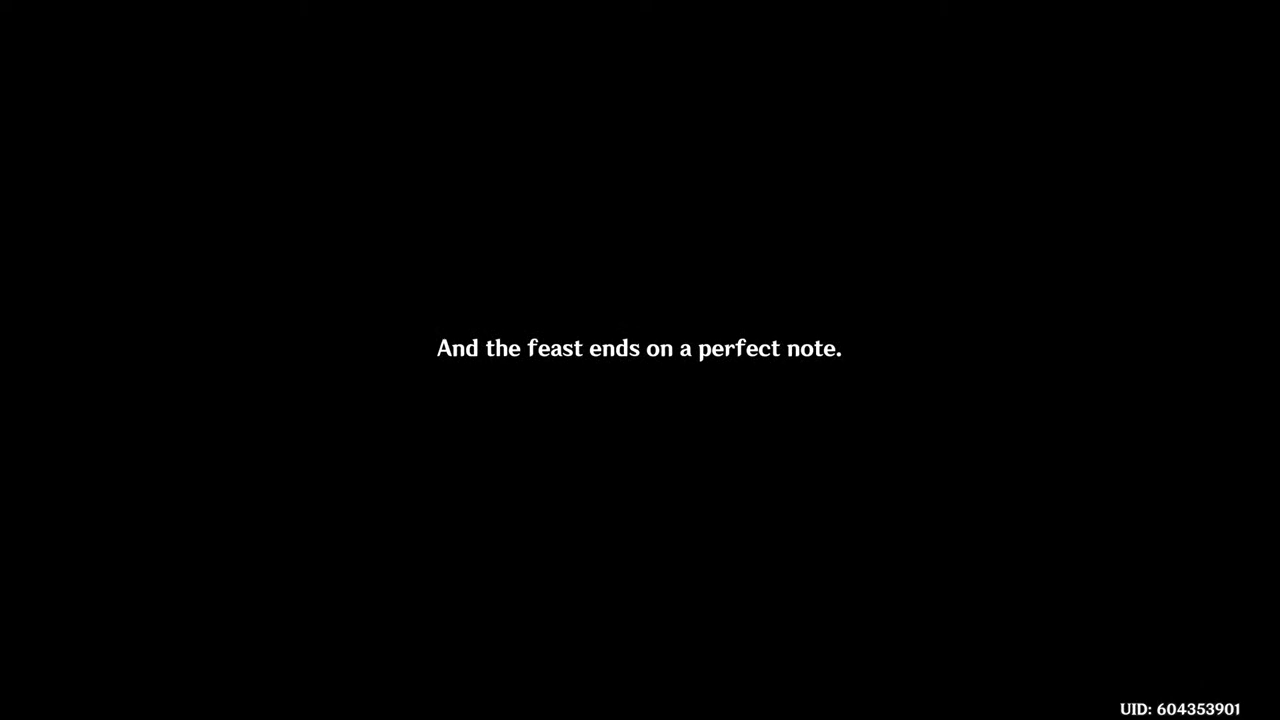 And the feast ends on a perfect note.
UID: 604353901